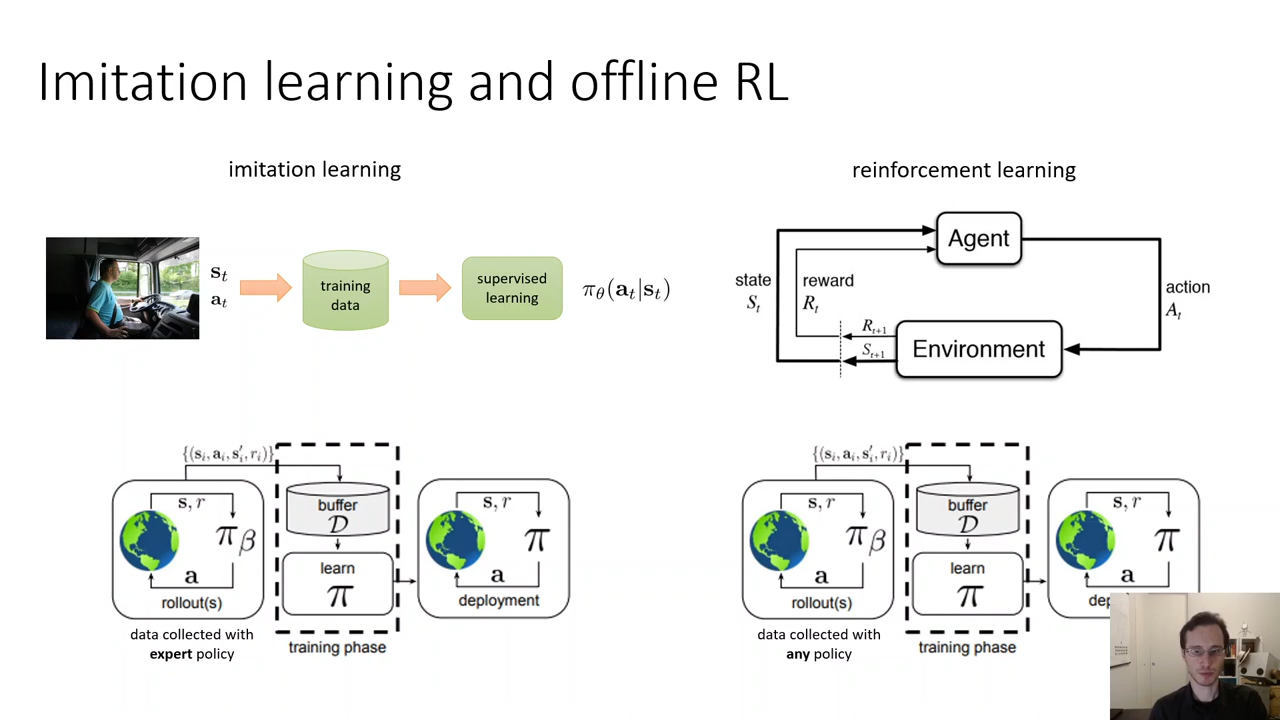 Imitation learning and offline RL
imitation learning
s_t
a_t
training
data
supervised
learning
π_θ(a_t|s_t)
reinforcement learning
Agent
state
S_t
reward
R_t
action
A_t
R_{t+1}
S_{t+1}
Environment
{(s_i, a_i, s'_i, r_i)}
s, r
π_β
a
rollout(s)
data collected with
expert policy
buffer
D
learn
π
training phase
s, r
π
a
deployment
{(s_i, a_i, s'_i, r_i)}
s, r
π_β
a
rollout(s)
data collected with
any policy
buffer
D
learn
π
training phase
s, r
π
a
dep